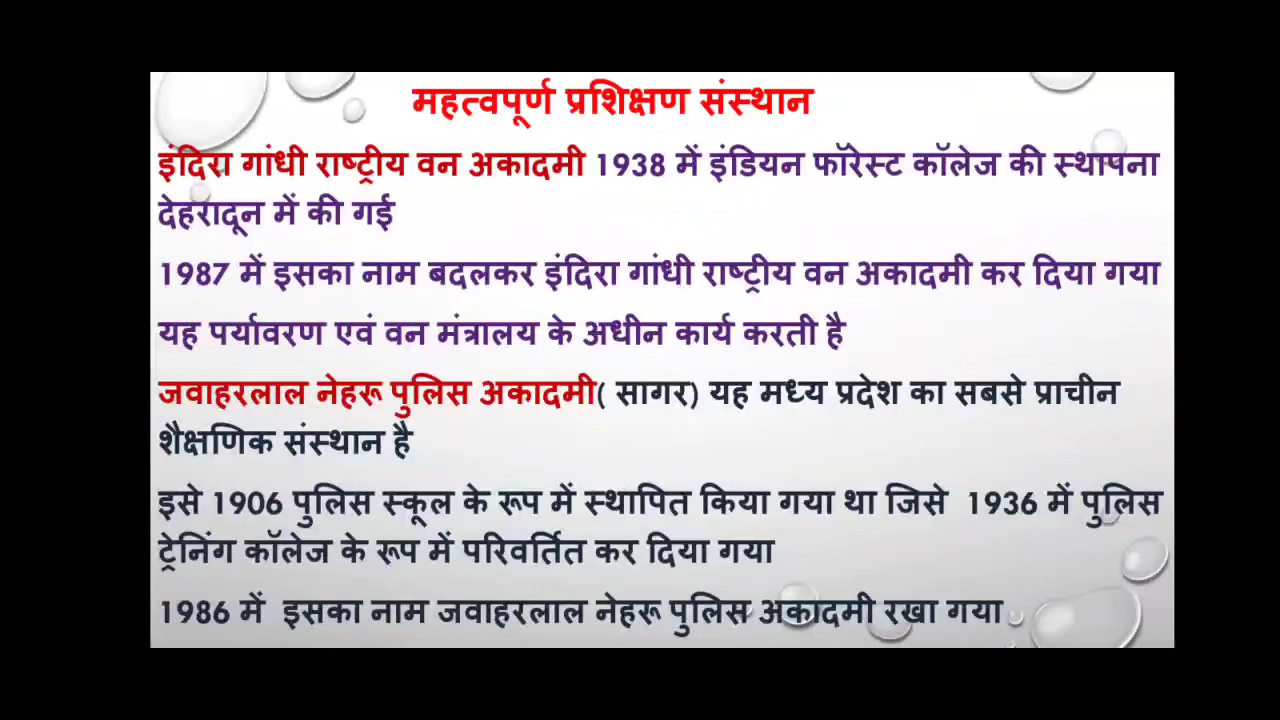 महत्वपूर्ण प्रशिक्षण संस्थान
इंदिरा गांधी राष्ट्रीय वन अकादमी 1938 में इंडियन फॉरेस्ट कॉलेज की स्थापना
देहरादून में की गई
1987 में इसका नाम बदलकर इंदिरा गांधी राष्ट्रीय वन अकादमी कर दिया गया
यह पर्यावरण एवं वन मंत्रालय के अधीन कार्य करती है
जवाहरलाल नेहरू पुलिस अकादमी( सागर) यह मध्य प्रदेश का सबसे प्राचीन
शैक्षणिक संस्थान है
इसे 1906 पुलिस स्कूल के रूप में स्थापित किया गया था जिसे 1936 में पुलिस
ट्रेनिंग कॉलेज के रूप में परिवर्तित कर दिया गया
1986 में इसका नाम जवाहरलाल नेहरू पुलिस अकादमी रखा गया